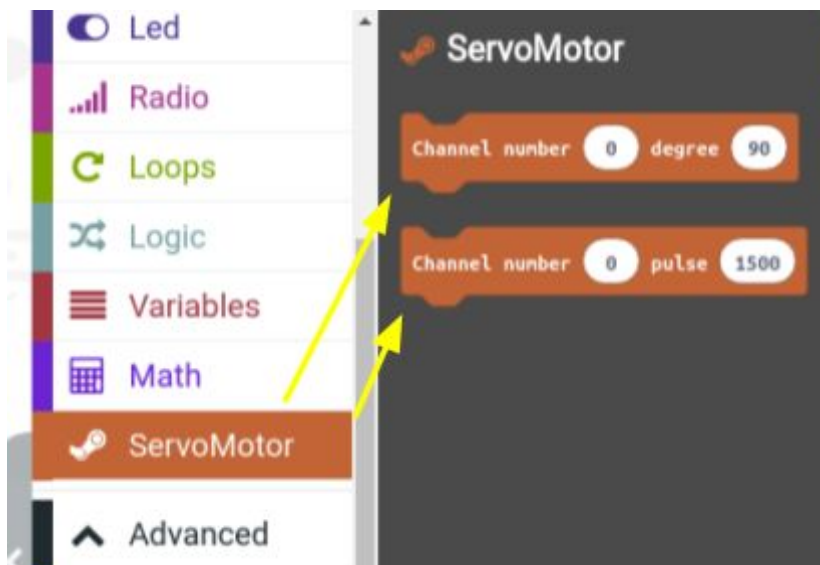 Led
Radio
Loops
Logic
Variables
Math
ServoMotor
Advanced
ServoMotor
Channel number 0 degree 90
Channel number 0 pulse 1500